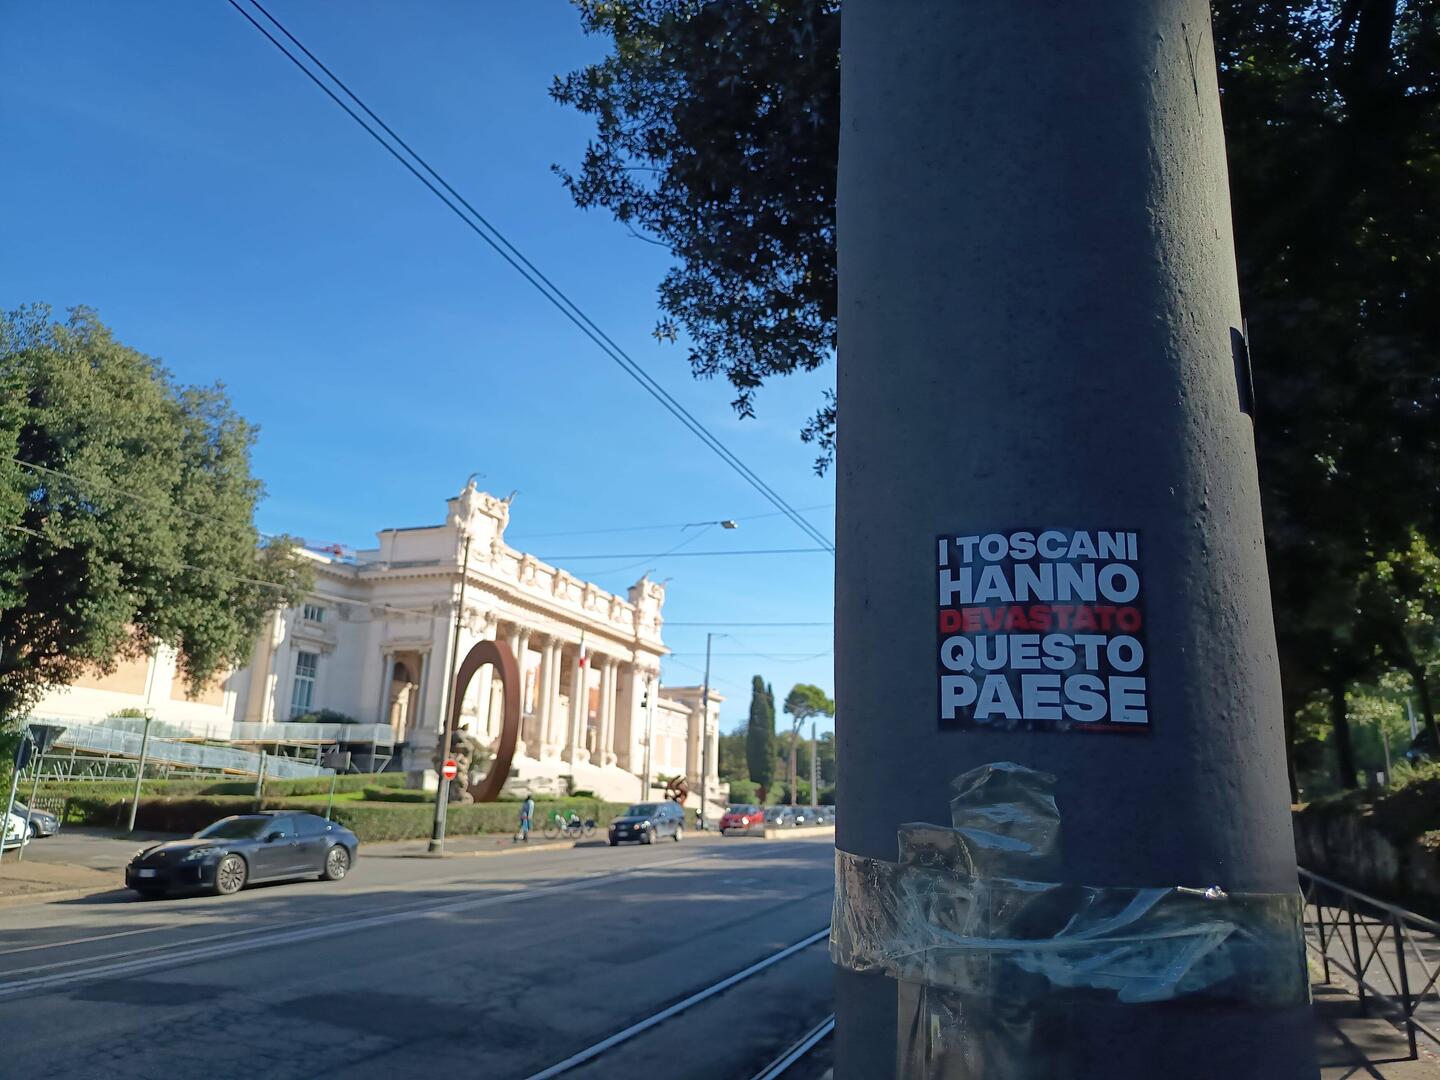 I TOSCANI
HANNO
DEVASTATO
QUESTO
PAESE